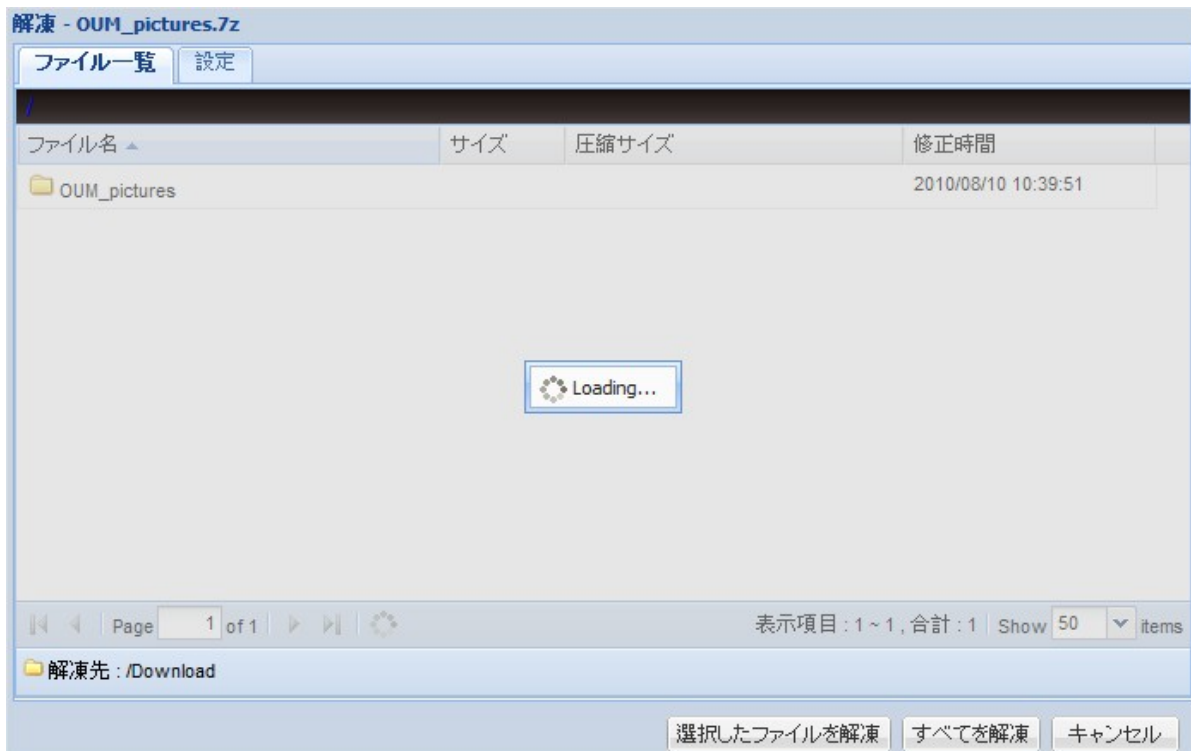 解凍 - OUM_pictures.7z
ファイル一覧 設定
/
ファイル名 サイズ 圧縮サイズ 修正時間
OUM_pictures 2010/08/10 10:39:51
Loading...
Page 1 of 1 表示項目 : 1 ~ 1 , 合計 : 1 Show 50 items
解凍先 : /Download
選択したファイルを解凍 すべてを解凍 キャンセル